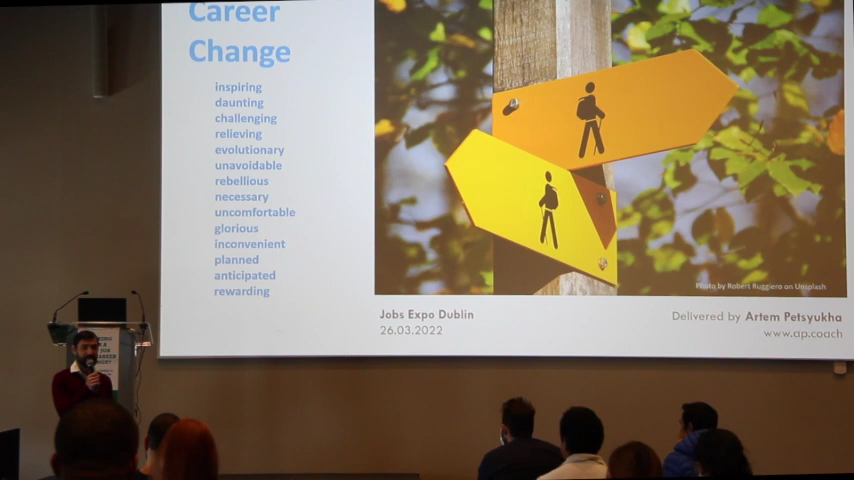 Career
Change
inspiring
daunting
challenging
relieving
evolutionary
unavoidable
rebellious
necessary
uncomfortable
glorious
inconvenient
planned
anticipated
rewarding
Photo by Robert Ruggiero on Unsplash
Jobs Expo Dublin
26.03.2022
Delivered by Artem Petsyukha
www.ap.coach